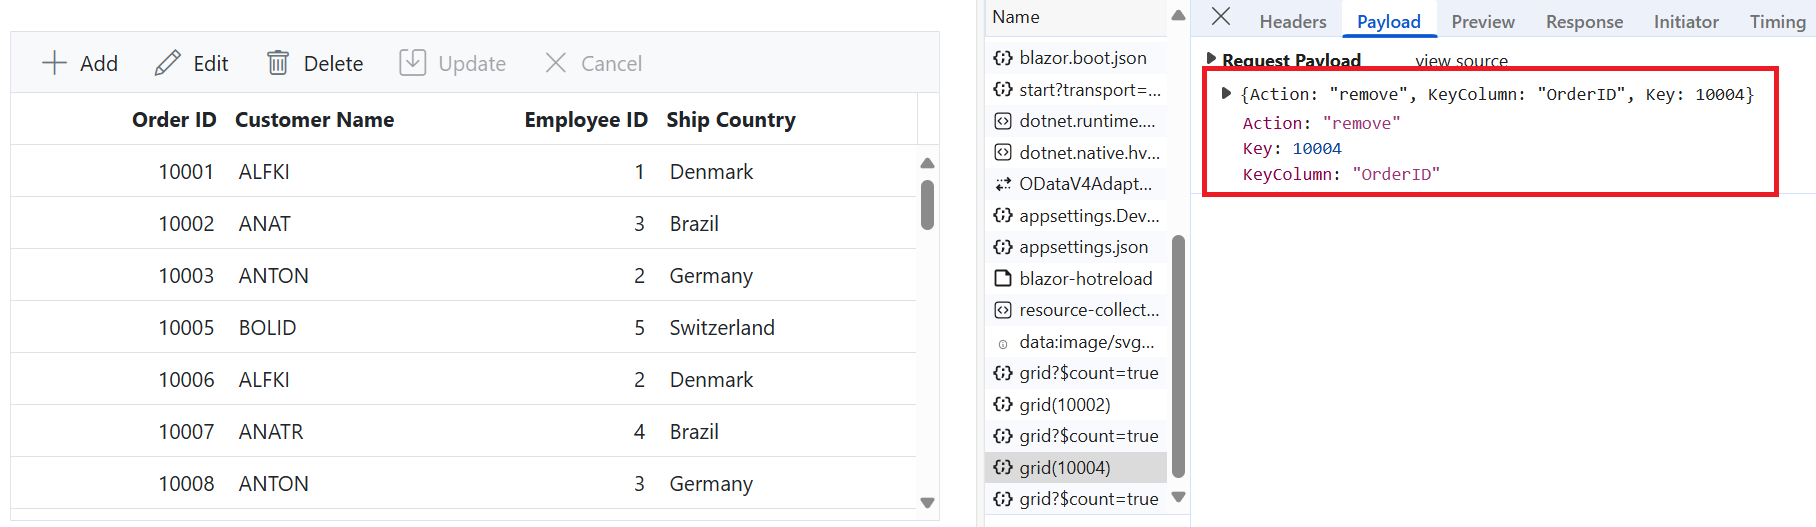 Add Edit Delete Update Cancel
Order ID Customer Name Employee ID Ship Country
10001 ALFKI 1 Denmark
10002 ANAT 3 Brazil
10003 ANTON 2 Germany
10005 BOLID 5 Switzerland
10006 ALFKI 2 Denmark
10007 ANATR 4 Brazil
10008 ANTON 3 Germany
Name
blazor.boot.json
start?transport=...
dotnet.runtime....
dotnet.native.hv...
ODataV4Adapt...
appsettings.Dev...
appsettings.json
blazor-hotreload
resource-collect...
data:image/svg...
grid?$count=true
grid(10002)
grid?$count=true
grid(10004)
grid?$count=true
Headers Payload Preview Response Initiator Timing
Request Payload view source
{Action: "remove", KeyColumn: "OrderID", Key: 10004}
Action: "remove"
Key: 10004
KeyColumn: "OrderID"